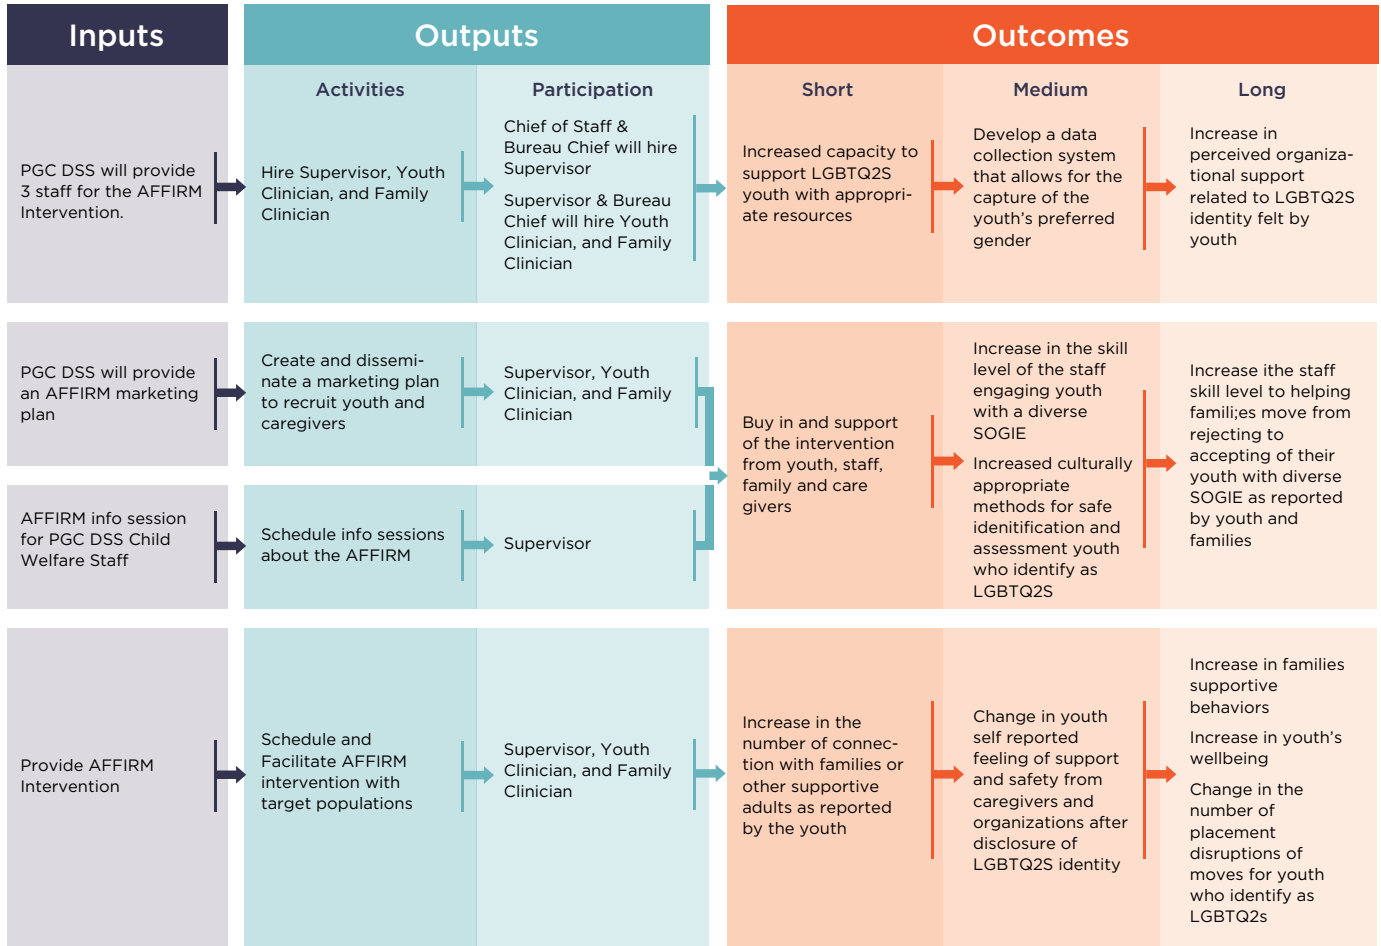 Inputs
Outputs
Outcomes
Activities
Participation
Short
Medium
Long
PGC DSS will provide
3 staff for the AFFIRM
Intervention.
Hire Supervisor, Youth
Clinician, and Family
Clinician
Chief of Staff &
Bureau Chief will hire
Supervisor
Supervisor & Bureau
Chief will hire Youth
Clinician, and Family
Clinician
Increased capacity to
support LGBTQ2S
youth with appropri-
ate resources
Develop a data
collection system
that allows for the
capture of the
youth's preferred
gender
Increase in
perceived organiza-
tional support
related to LGBTQ2S
identity felt by
youth
PGC DSS will provide
an AFFIRM marketing
plan
Create and dissemi-
nate a marketing plan
to recruit youth and
caregivers
Supervisor, Youth
Clinician, and Family
Clinician
AFFIRM info session
for PGC DSS Child
Welfare Staff
Schedule info sessions
about the AFFIRM
Supervisor
Buy in and support
of the intervention
from youth, staff,
family and care
givers
Increase in the skill
level of the staff
engaging youth
with a diverse
SOGIE
Increased culturally
appropriate
methods for safe
idenitification and
assessment youth
who identify as
LGBTQ2S
Increase ithe staff
skill level to helping
famili;es move from
rejecting to
accepting of their
youth with diverse
SOGIE as reported
by youth and
families
Provide AFFIRM
Intervention
Schedule and
Facilitate AFFIRM
intervention with
target populations
Supervisor, Youth
Clinician, and Family
Clinician
Increase in the
number of connec-
tion with families or
other supportive
adults as reported
by the youth
Change in youth
self reported
feeling of support
and safety from
caregivers and
organizations after
disclosure of
LGBTQ2S identity
Increase in families
supportive
behaviors
Increase in youth's
wellbeing
Change in the
number of
placement
disruptions of
moves for youth
who identify as
LGBTQ2s